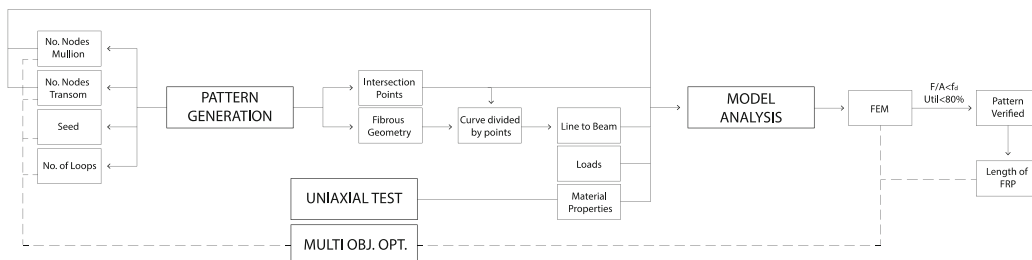 No. Nodes
Mullion
No. Nodes
Transom
Seed
No. of Loops
PATTERN
GENERATION
Intersection
Points
Fibrous
Geometry
Curve divided
by points
Line to Beam
Loads
Material
Properties
UNIAXIAL TEST
MULTI OBJ. OPT.
MODEL
ANALYSIS
FEM
F/A<fd
Util<80%
Pattern
Verified
Length of
FRP